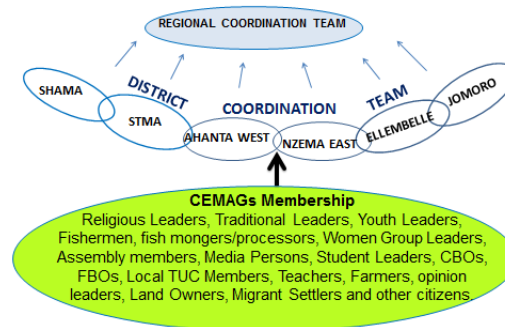 REGIONAL COORDINATION TEAM
DISTRICT COORDINATION TEAM
SHAMA
STMA
AHANTA WEST
NZEMA EAST
ELLEMBELLE
JOMORO
CEMAGs Membership
Religious Leaders, Traditional Leaders, Youth Leaders,
Fishermen, fish mongers/processors, Women Group Leaders,
Assembly members, Media Persons, Student Leaders, CBOs,
FBOs, Local TUC Members, Teachers, Farmers, opinion
leaders, Land Owners, Migrant Settlers and other citizens.